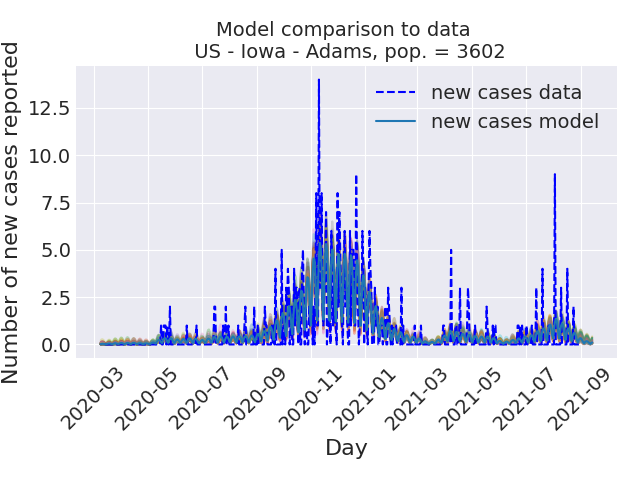 Model comparison to data
US - Iowa - Adams, pop. = 3602
Number of new cases reported
12.5
10.0
7.5
5.0
2.5
0.0
new cases data
new cases model
2020-03
2020-05
2020-07
2020-09
2020-11
2021-01
2021-03
2021-05
2021-07
2021-09
Day